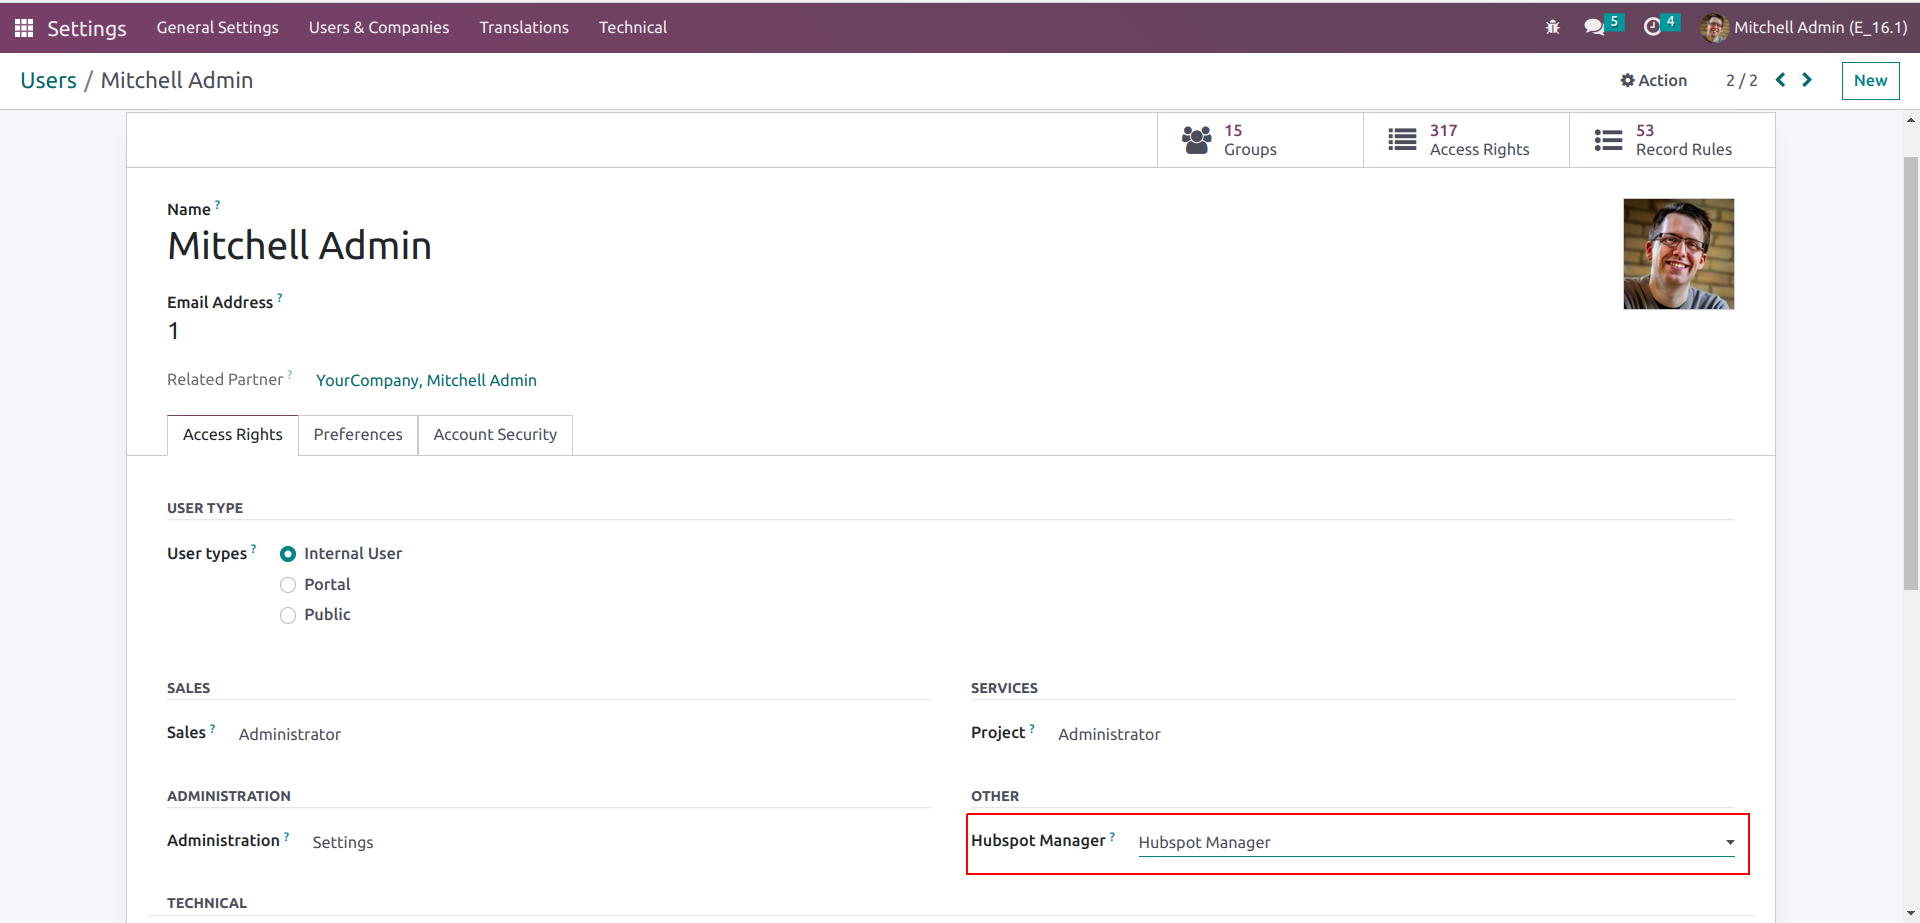 Settings General Settings Users & Companies Translations Technical 5 4 Mitchell Admin (E_16.1)
Users / Mitchell Admin Action 2 / 2 New
15 317 53
Groups Access Rights Record Rules
Name ?
Mitchell Admin
Email Address ?
1
Related Partner ? YourCompany, Mitchell Admin
Access Rights Preferences Account Security
USER TYPE
User types ? Internal User
Portal
Public
SALES SERVICES
Sales ? Administrator Project ? Administrator
ADMINISTRATION OTHER
Administration ? Settings Hubspot Manager ? Hubspot Manager
TECHNICAL